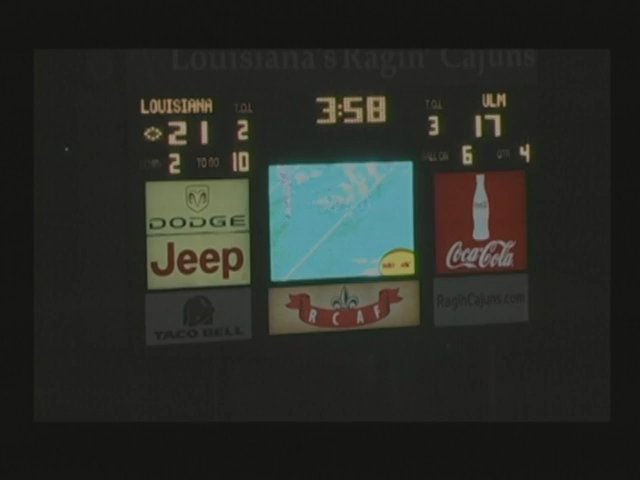 Louisiana's Ragin' Cajuns
LOUISIANA T.O.L 3:58 T.O.L ULM
21 2 3 17
DWN 2 TO GO 10 BALL ON 6 QTR 4
DODGE
Jeep
TACO BELL
RCAF
Coca-Cola
RaginCajuns.com